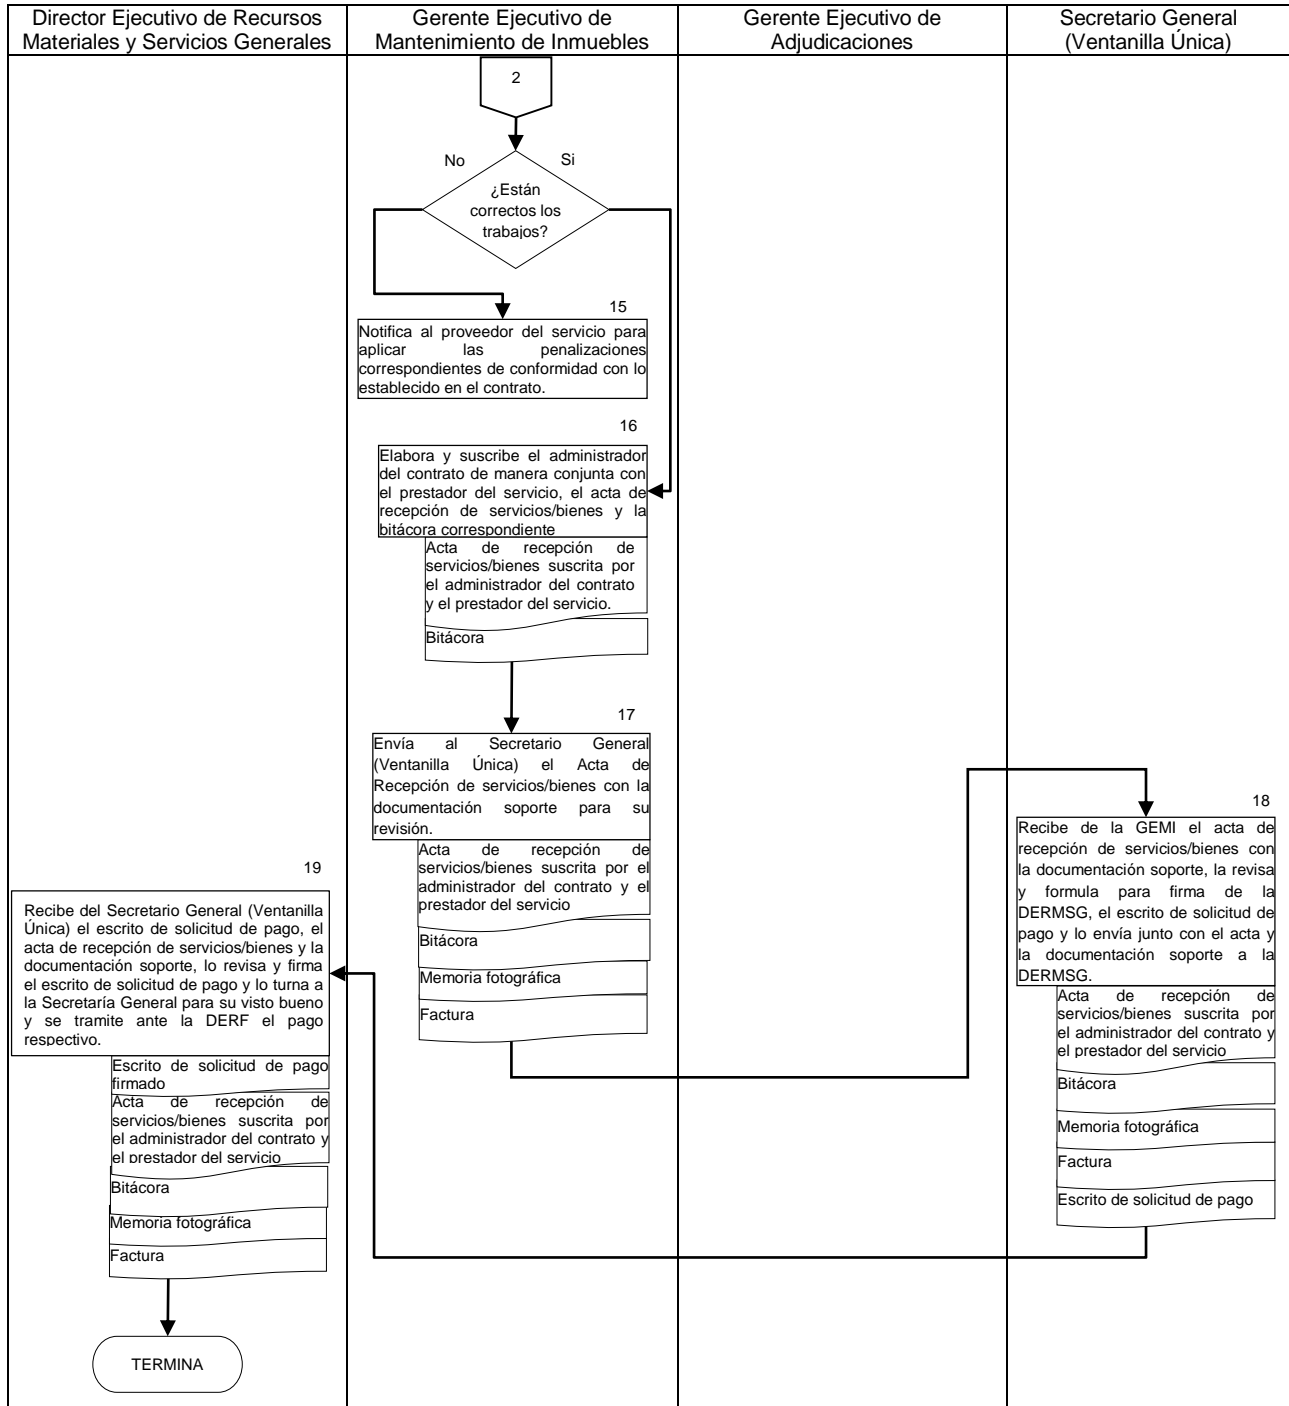 Director Ejecutivo de Recursos
Materiales y Servicios Generales
Gerente Ejecutivo de
Mantenimiento de Inmuebles
Gerente Ejecutivo de
Adjudicaciones
Secretario General
(Ventanilla Única)
2
No
Si
¿Están
correctos los
trabajos?
15
Notifica al proveedor del servicio para
aplicar las penalizaciones
correspondientes de conformidad con lo
establecido en el contrato.
16
Elabora y suscribe el administrador
del contrato de manera conjunta con
el prestador del servicio, el acta de
recepción de servicios/bienes y la
bitácora correspondiente
Acta de recepción de
servicios/bienes suscrita por
el administrador del contrato
y el prestador del servicio.
Bitácora
17
Envía al Secretario General
(Ventanilla Única) el Acta de
Recepción de servicios/bienes con la
documentación soporte para su
revisión.
Acta de recepción de
servicios/bienes suscrita por el
administrador del contrato y el
prestador del servicio
Bitácora
Memoria fotográfica
Factura
18
Recibe de la GEMI el acta de
recepción de servicios/bienes con
la documentación soporte, la revisa
y formula para firma de la
DERMSG, el escrito de solicitud de
pago y lo envía junto con el acta y
la documentación soporte a la
DERMSG.
Acta de recepción de
servicios/bienes suscrita por
el administrador del contrato y
el prestador del servicio
Bitácora
Memoria fotográfica
Factura
Escrito de solicitud de pago
19
Recibe del Secretario General (Ventanilla
Única) el escrito de solicitud de pago, el
acta de recepción de servicios/bienes y la
documentación soporte, lo revisa y firma
el escrito de solicitud de pago y lo turna a
la Secretaría General para su visto bueno
y se tramite ante la DERF el pago
respectivo.
Escrito de solicitud de pago
firmado
Acta de recepción de
servicios/bienes suscrita por
el administrador del contrato y
el prestador del servicio
Bitácora
Memoria fotográfica
Factura
TERMINA